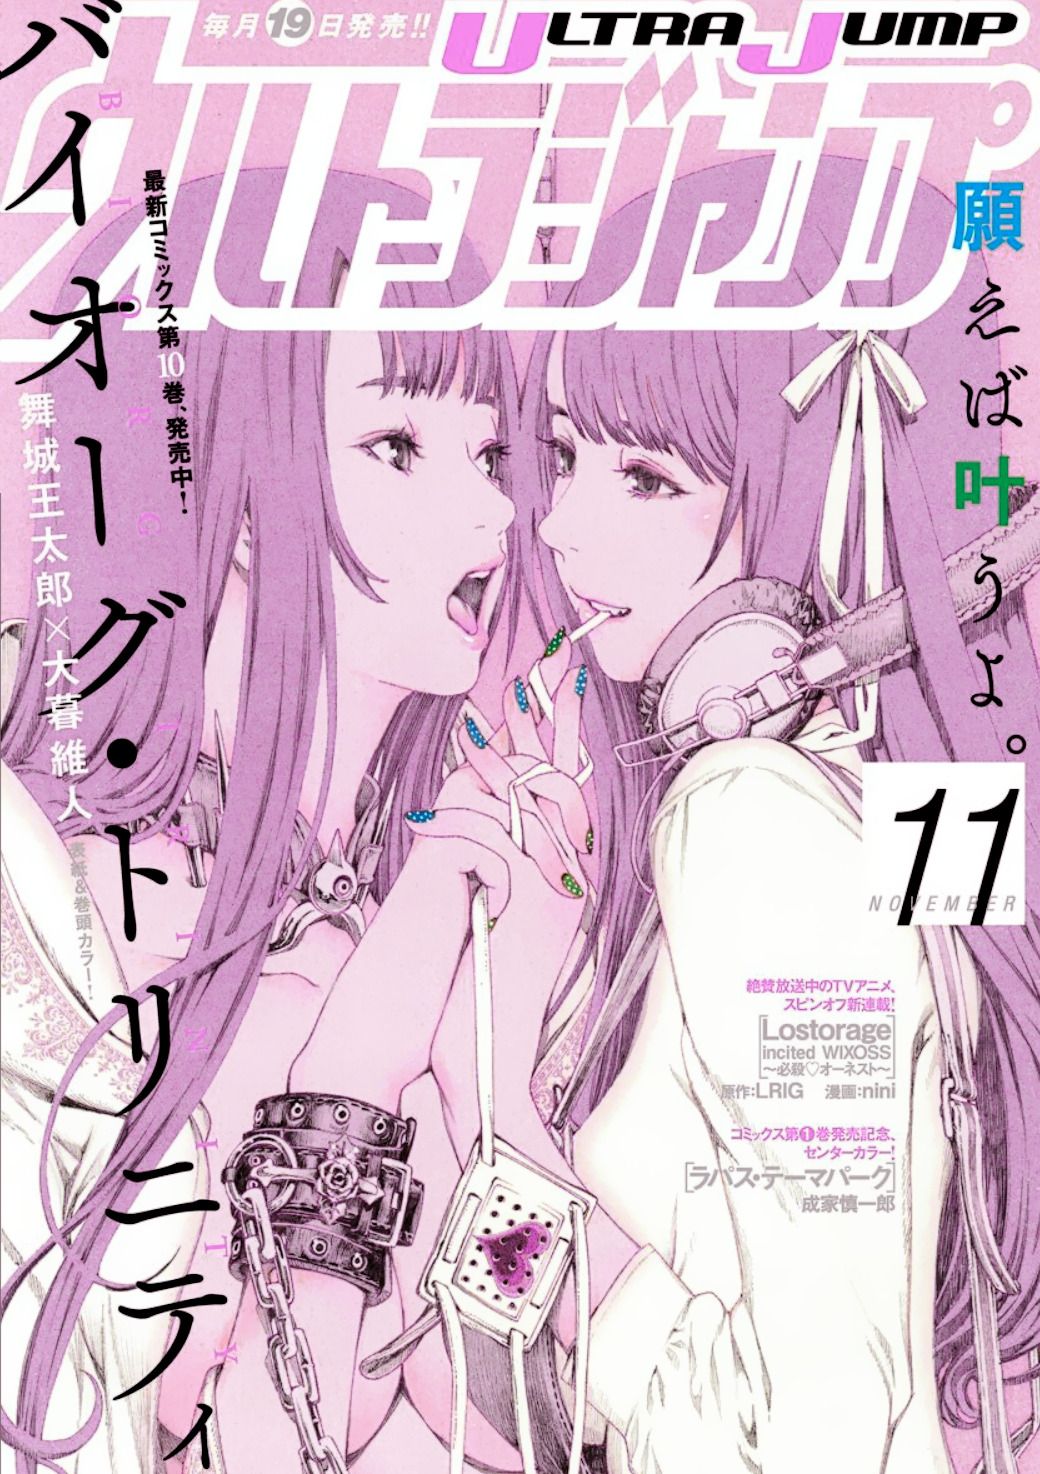 毎月19日発売!!
ULTRA JUMP
ウルトラジャンプ
願えば叶うよ。
バイオーグ・トリニティ
BIORG TRINITY
最新コミックス第10巻、発売中!
舞城王太郎×大暮維人
表紙&巻頭カラー!
11
NOVEMBER
絶賛放送中のTVアニメ、
スピンオフ新連載!
[Lostorage
incited WIXOSS
〜必殺♡オーネスト〜]
原作:LRIG 漫画:nini
コミックス第1巻発売記念、
センターカラー!
[ラパス・テーマパーク]
成家慎一郎